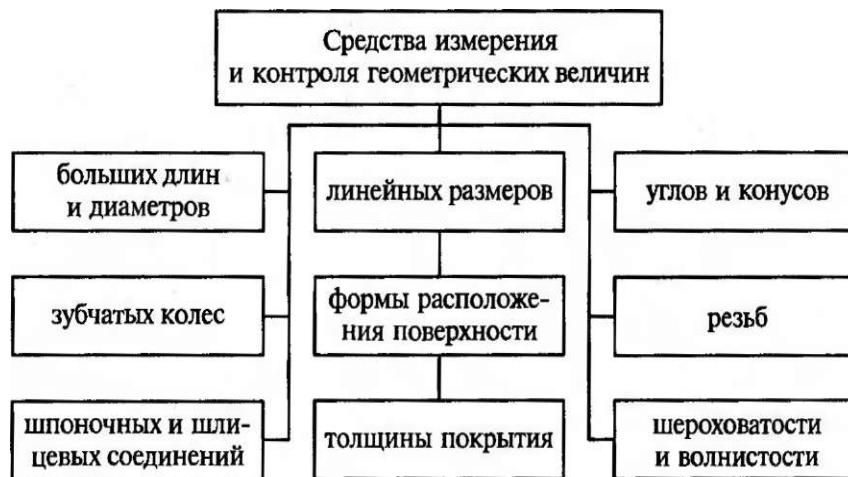 Средства измерения
и контроля геометрических величин
больших длин
и диаметров
линейных размеров
углов и конусов
зубчатых колес
формы расположе-
ния поверхности
резьб
шпоночных и шли-
цевых соединений
толщины покрытия
шероховатости
и волнистости